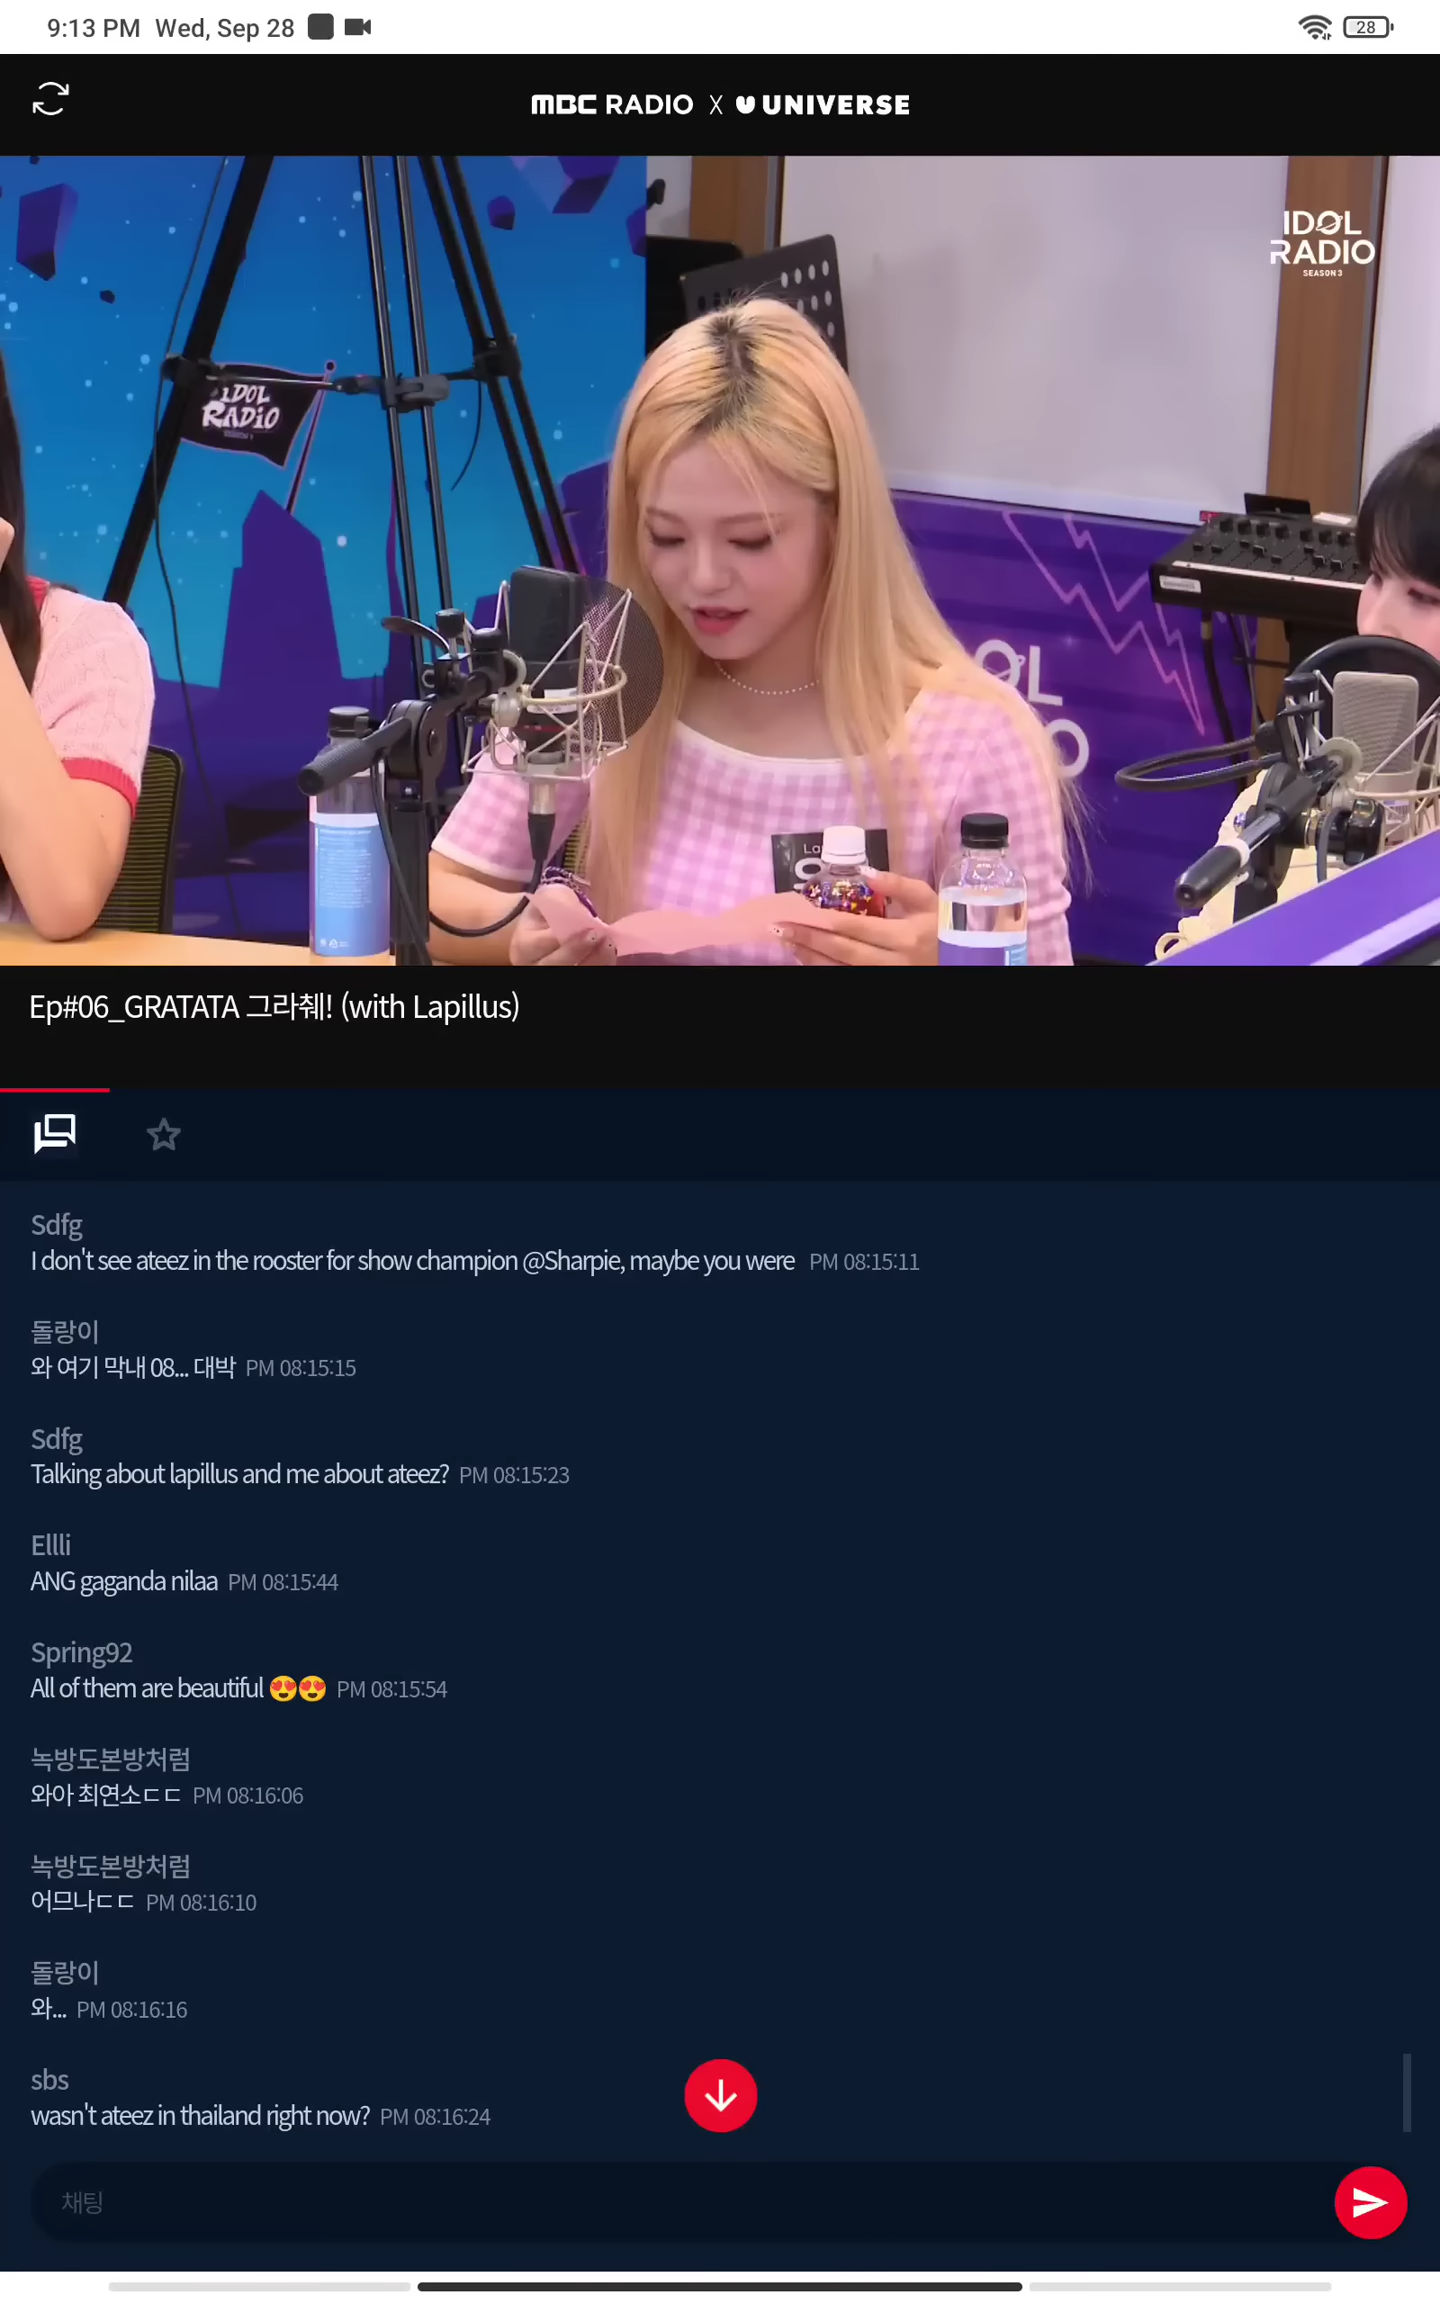 9:13 PM Wed, Sep 28
28
MBC RADIO X UNIVERSE
IDOL
RADIO
SEASON 3
IDOL
RADIO
Ep#06_GRATATA 그라췌! (with Lapillus)
Sdfg
I don't see ateez in the rooster for show champion @Sharpie, maybe you were PM 08:15:11
돌랑이
와 여기 막내 08... 대박 PM 08:15:15
Sdfg
Talking about lapillus and me about ateez? PM 08:15:23
Ellli
ANG gaganda nilaa PM 08:15:44
Spring92
All of them are beautiful 😍😍 PM 08:15:54
녹방도본방처럼
와아 최연소ㄷㄷ PM 08:16:06
녹방도본방처럼
어므나ㄷㄷ PM 08:16:10
돌랑이
와... PM 08:16:16
sbs
wasn't ateez in thailand right now? PM 08:16:24
채팅